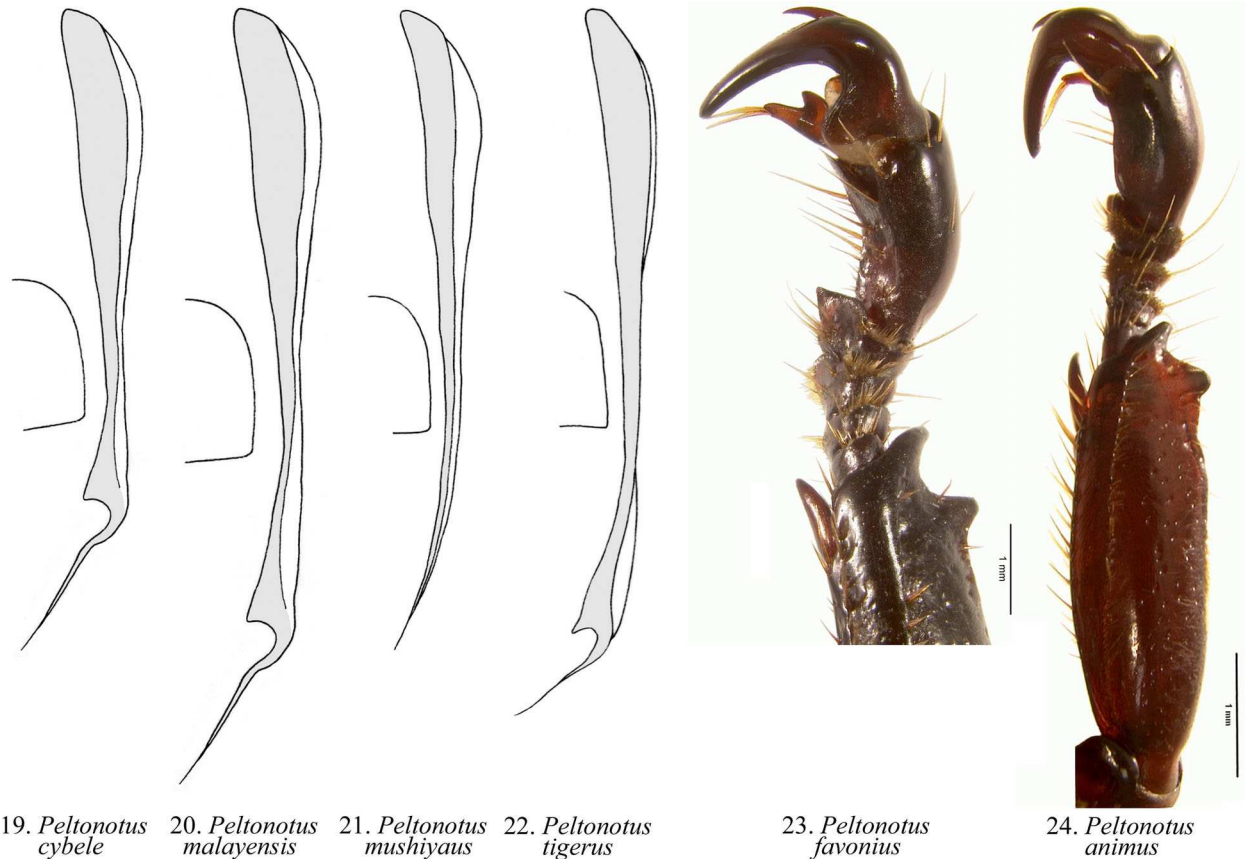 1 mm
1 mm
19. Peltonotus
cybele
20. Peltonotus
malayensis
21. Peltonotus
mushiyaus
22. Peltonotus
tigerus
23. Peltonotus
favonius
24. Peltonotus
animus